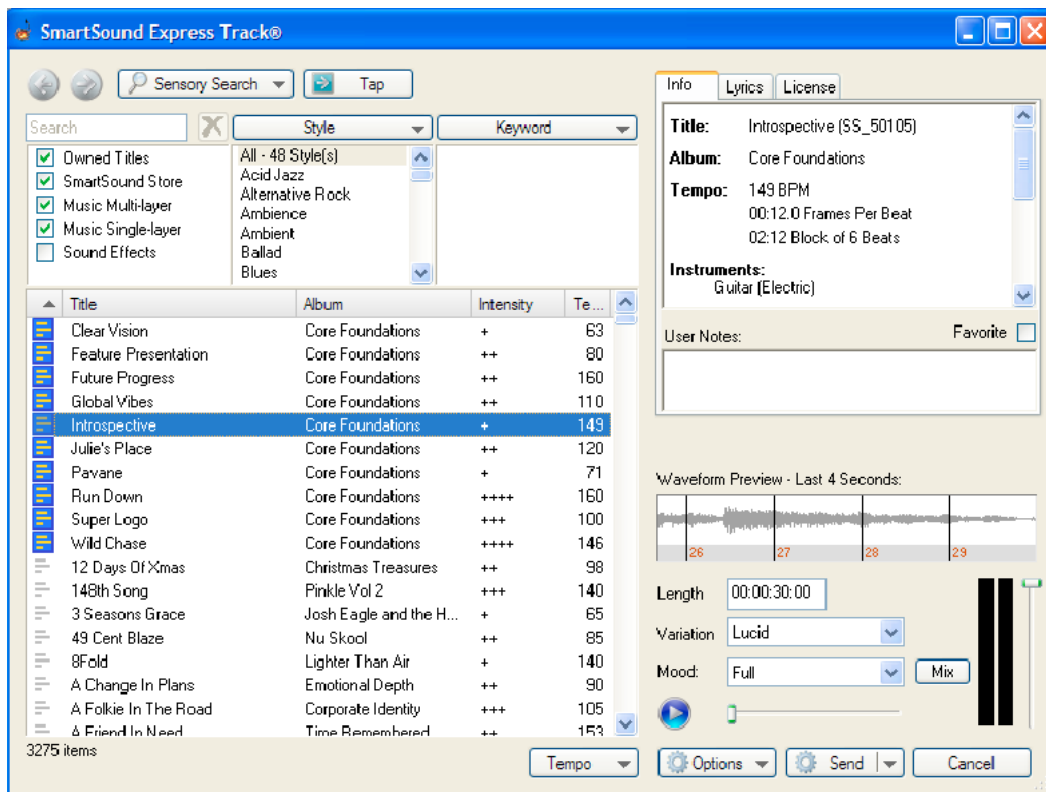 SmartSound Express Track®
Sensory Search
Tap
Search
Style
Keyword
Owned Titles
SmartSound Store
Music Multi-layer
Music Single-layer
Sound Effects
All - 48 Style(s)
Acid Jazz
Alternative Rock
Ambience
Ambient
Ballad
Blues
Title Album Intensity Te...
Clear Vision Core Foundations + 63
Feature Presentation Core Foundations ++ 80
Future Progress Core Foundations ++ 160
Global Vibes Core Foundations ++ 110
Introspective Core Foundations + 149
Julie's Place Core Foundations ++ 120
Pavane Core Foundations + 71
Run Down Core Foundations ++++ 160
Super Logo Core Foundations +++ 100
Wild Chase Core Foundations ++++ 146
12 Days Of Xmas Christmas Treasures ++ 98
148th Song Pinkle Vol 2 +++ 140
3 Seasons Grace Josh Eagle and the H... + 65
49 Cent Blaze Nu Skool ++ 85
8Fold Lighter Than Air + 140
A Change In Plans Emotional Depth ++ 90
A Folkie In The Road Corporate Identity +++ 105
A Friend In Need Time Remembered ++ 153
3275 items
Tempo
Info Lyrics License
Title: Introspective (SS_50105)
Album: Core Foundations
Tempo: 149 BPM
00:12.0 Frames Per Beat
02:12 Block of 6 Beats
Instruments:
Guitar (Electric)
User Notes: Favorite
Waveform Preview - Last 4 Seconds:
26 27 28 29
Length 00:00:30:00
Variation Lucid
Mood: Full Mix
Options Send Cancel